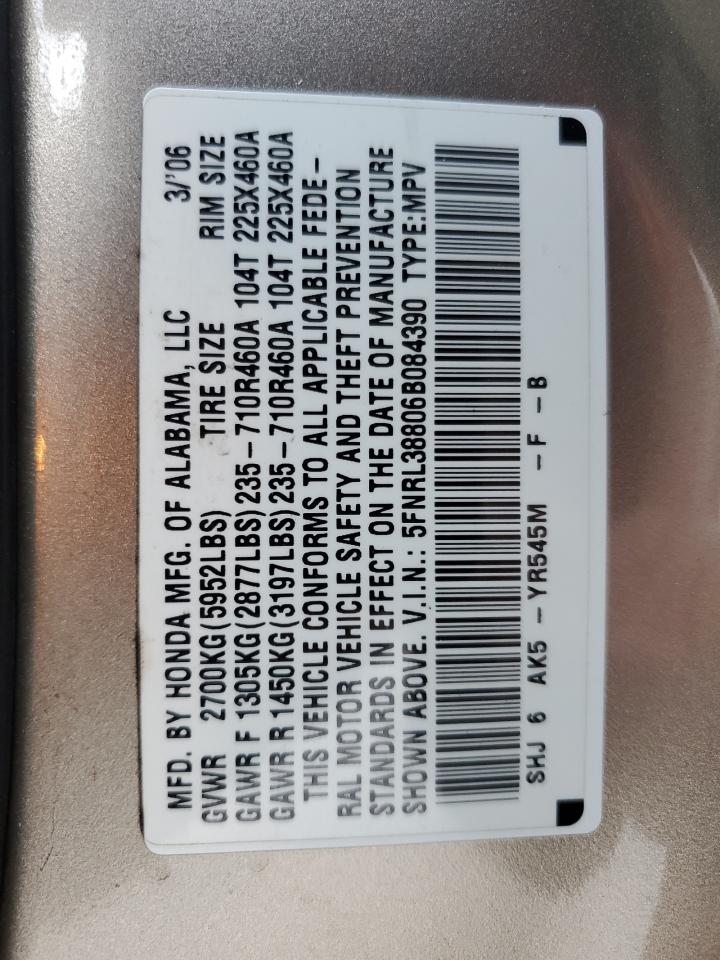 MFD. BY HONDA MFG. OF ALABAMA, LLC 3/'06
GVWR 2700KG(5952LBS) TIRE SIZE RIM SIZE
GAWR F 1305KG(2877LBS) 235-710R460A 104T 225X460A
GAWR R 1450KG(3197LBS) 235-710R460A 104T 225X460A
THIS VEHICLE CONFORMS TO ALL APPLICABLE FEDE-
RAL MOTOR VEHICLE SAFETY AND THEFT PREVENTION
STANDARDS IN EFFECT ON THE DATE OF MANUFACTURE
SHOWN ABOVE. V.I.N.: 5FNRL38806B084390 TYPE:MPV
SHJ 6 AK5 - YR545M - F - B